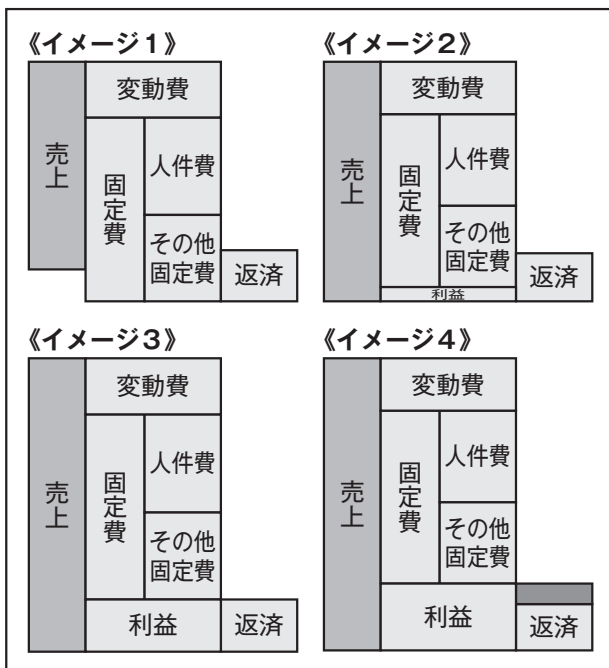 《イメージ1》
変動費
売上
固定費
人件費
その他
固定費
返済
《イメージ2》
変動費
売上
固定費
人件費
その他
固定費
利益
返済
《イメージ3》
変動費
売上
固定費
人件費
その他
固定費
利益
返済
《イメージ4》
変動費
売上
固定費
人件費
その他
固定費
利益
返済